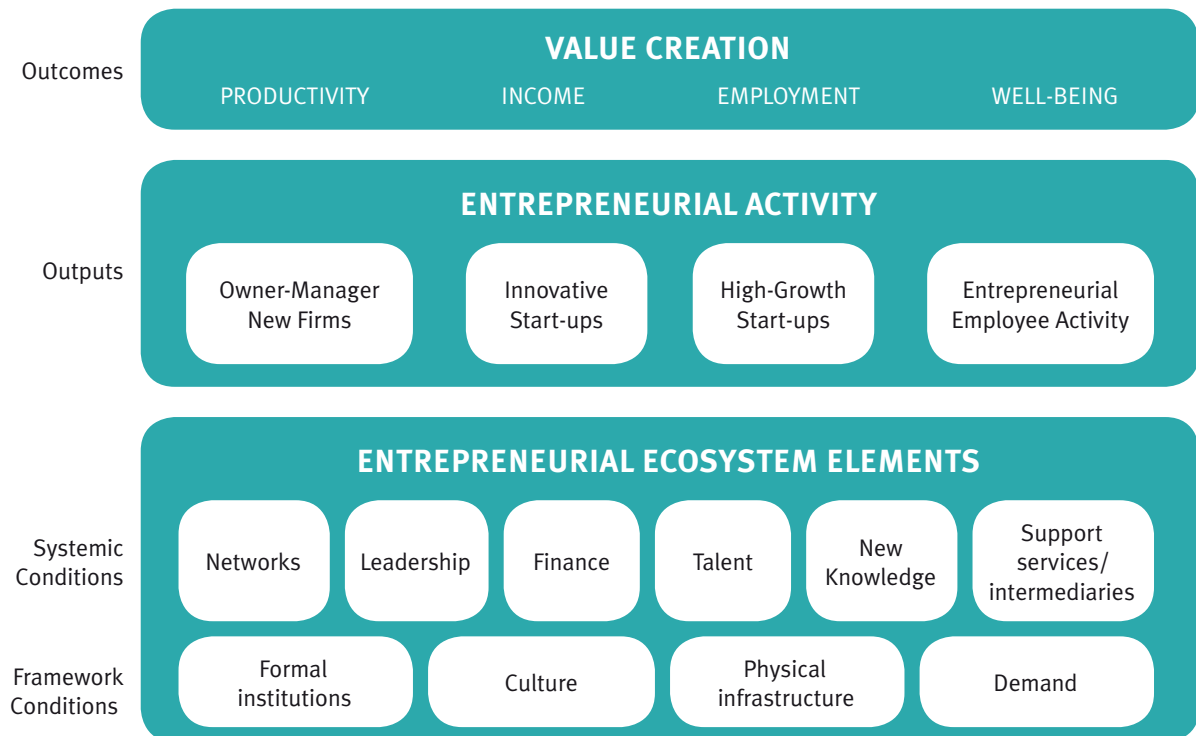 VALUE CREATION
Outcomes
PRODUCTIVITY INCOME EMPLOYMENT WELL-BEING
ENTREPRENEURIAL ACTIVITY
Outputs
Owner-Manager
New Firms
Innovative
Start-ups
High-Growth
Start-ups
Entrepreneurial
Employee Activity
ENTREPRENEURIAL ECOSYSTEM ELEMENTS
Systemic
Conditions
Networks
Leadership
Finance
Talent
New
Knowledge
Support
services/
intermediaries
Framework
Conditions
Formal
institutions
Culture
Physical
infrastructure
Demand